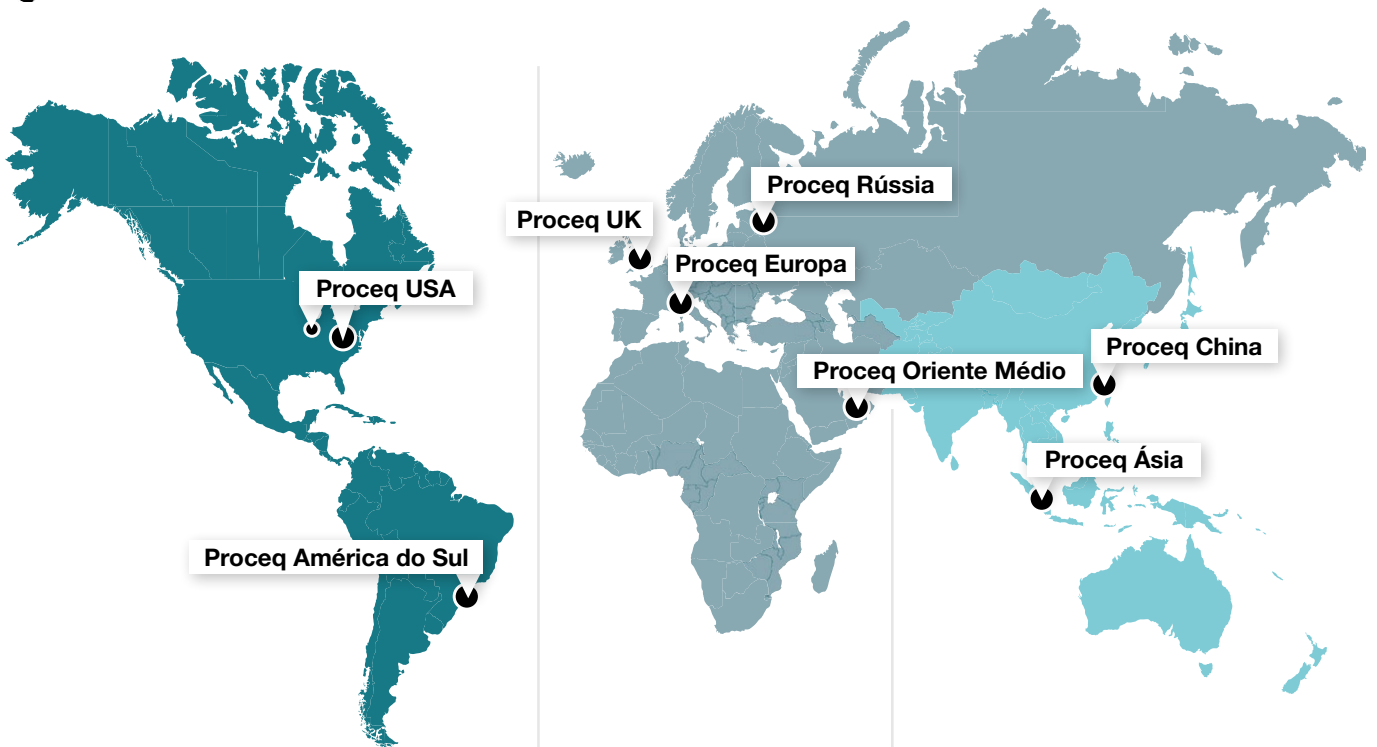 Proceq Rússia
Proceq UK
Proceq Europa
Proceq USA
Proceq China
Proceq Oriente Médio
Proceq Ásia
Proceq América do Sul